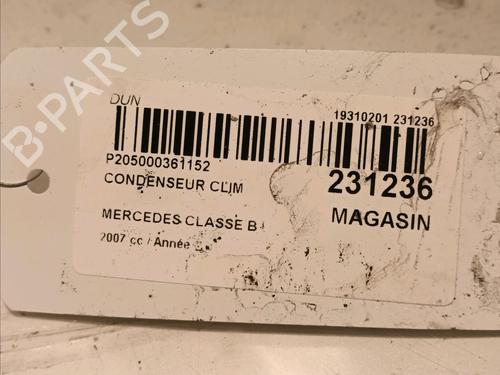 B-PARTS
DUN
19310201 231236
P205000361152
CONDENSEUR CLIM
231236
MERCEDES CLASSE B
MAGASIN
2007 cc / Année